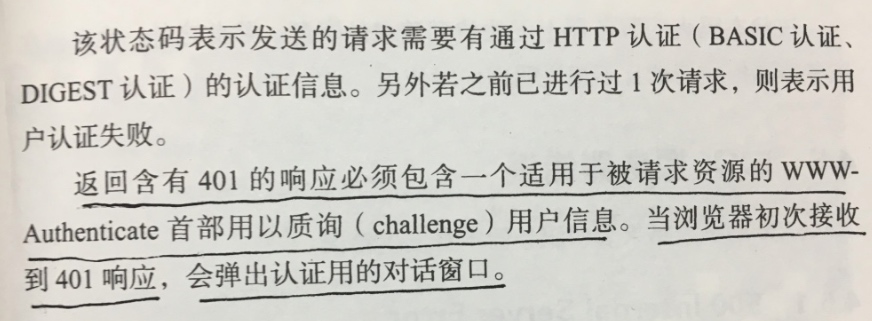 该状态码表示发送的请求需要有通过 HTTP 认证（BASIC 认证、
DIGEST 认证）的认证信息。另外若之前已进行过 1 次请求，则表示用
户认证失败。
返回含有 401 的响应必须包含一个适用于被请求资源的 WWW-
Authenticate 首部用以质询（challenge）用户信息。当浏览器初次接收
到 401 响应，会弹出认证用的对话窗口。